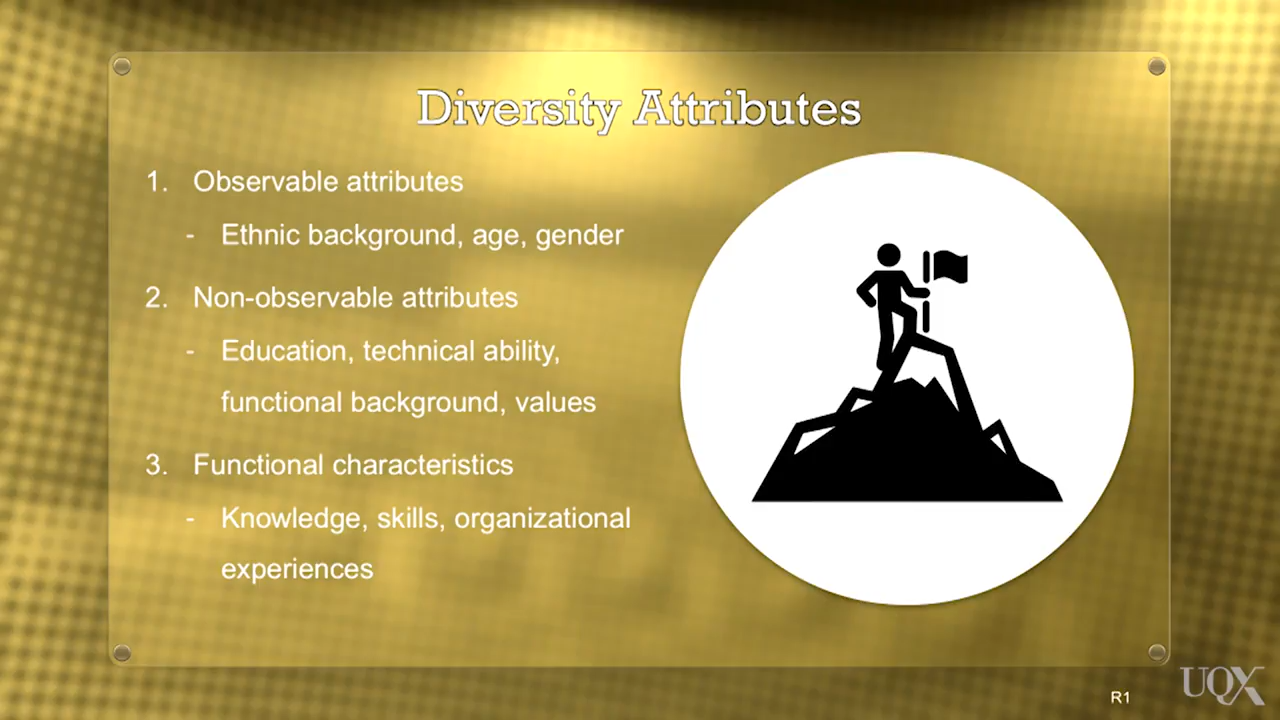 Diversity Attributes
1. Observable attributes
- Ethnic background, age, gender
2. Non-observable attributes
- Education, technical ability,
functional background, values
3. Functional characteristics
- Knowledge, skills, organizational
experiences
R1
UQX